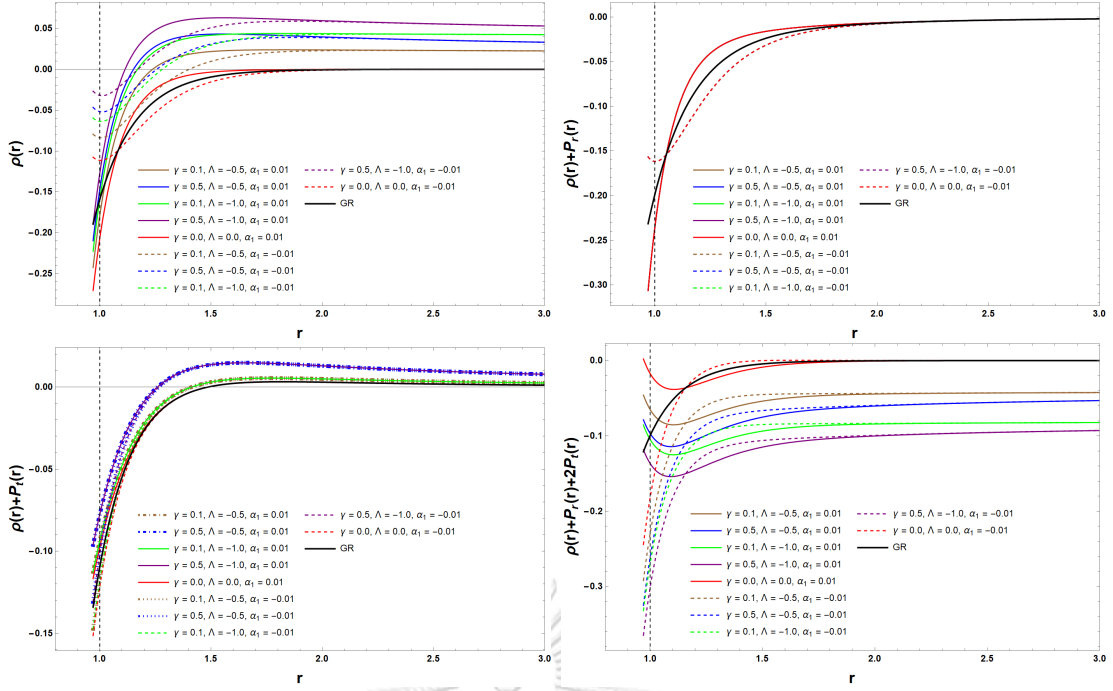 0.05
0.00
−0.05
−0.10
−0.15
−0.20
−0.25
ρ(r)
γ = 0.1, Λ = −0.5, α₁ = 0.01
γ = 0.5, Λ = −0.5, α₁ = 0.01
γ = 0.1, Λ = −1.0, α₁ = 0.01
γ = 0.5, Λ = −1.0, α₁ = 0.01
γ = 0.0, Λ = 0.0, α₁ = 0.01
γ = 0.1, Λ = −0.5, α₁ = −0.01
γ = 0.5, Λ = −0.5, α₁ = −0.01
γ = 0.1, Λ = −1.0, α₁ = −0.01
γ = 0.5, Λ = −1.0, α₁ = −0.01
γ = 0.0, Λ = 0.0, α₁ = −0.01
GR
1.0 1.5 2.0 2.5 3.0
r
0.00
−0.05
−0.10
−0.15
−0.20
−0.25
−0.30
ρ(r)+Pᵣ(r)
γ = 0.1, Λ = −0.5, α₁ = 0.01
γ = 0.5, Λ = −0.5, α₁ = 0.01
γ = 0.1, Λ = −1.0, α₁ = 0.01
γ = 0.5, Λ = −1.0, α₁ = 0.01
γ = 0.0, Λ = 0.0, α₁ = 0.01
γ = 0.1, Λ = −0.5, α₁ = −0.01
γ = 0.5, Λ = −0.5, α₁ = −0.01
γ = 0.1, Λ = −1.0, α₁ = −0.01
γ = 0.5, Λ = −1.0, α₁ = −0.01
γ = 0.0, Λ = 0.0, α₁ = −0.01
GR
1.0 1.5 2.0 2.5 3.0
r
0.00
−0.05
−0.10
−0.15
ρ(r)+Pₜ(r)
γ = 0.1, Λ = −0.5, α₁ = 0.01
γ = 0.5, Λ = −0.5, α₁ = 0.01
γ = 0.1, Λ = −1.0, α₁ = 0.01
γ = 0.5, Λ = −1.0, α₁ = 0.01
γ = 0.0, Λ = 0.0, α₁ = 0.01
γ = 0.1, Λ = −0.5, α₁ = −0.01
γ = 0.5, Λ = −0.5, α₁ = −0.01
γ = 0.1, Λ = −1.0, α₁ = −0.01
γ = 0.5, Λ = −1.0, α₁ = −0.01
γ = 0.0, Λ = 0.0, α₁ = −0.01
GR
1.0 1.5 2.0 2.5 3.0
r
0.0
−0.1
−0.2
−0.3
ρ(r)+Pᵣ(r)+2Pₜ(r)
γ = 0.1, Λ = −0.5, α₁ = 0.01
γ = 0.5, Λ = −0.5, α₁ = 0.01
γ = 0.1, Λ = −1.0, α₁ = 0.01
γ = 0.5, Λ = −1.0, α₁ = 0.01
γ = 0.0, Λ = 0.0, α₁ = 0.01
γ = 0.1, Λ = −0.5, α₁ = −0.01
γ = 0.5, Λ = −0.5, α₁ = −0.01
γ = 0.1, Λ = −1.0, α₁ = −0.01
γ = 0.5, Λ = −1.0, α₁ = −0.01
γ = 0.0, Λ = 0.0, α₁ = −0.01
GR
1.0 1.5 2.0 2.5 3.0
r